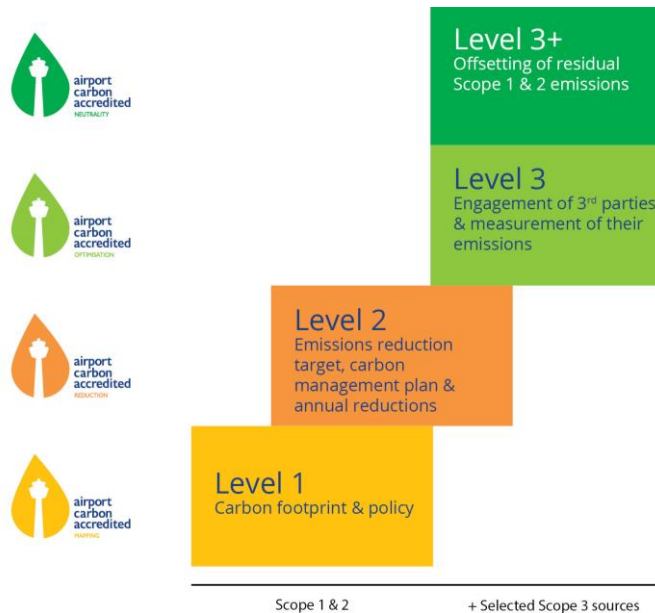 airport
carbon
accredited
NEUTRALITY
Level 3+
Offsetting of residual
Scope 1 & 2 emissions
airport
carbon
accredited
OPTIMISATION
Level 3
Engagement of 3rd parties
& measurement of their
emissions
airport
carbon
accredited
REDUCTION
Level 2
Emissions reduction
target, carbon
management plan &
annual reductions
airport
carbon
accredited
MAPPING
Level 1
Carbon footprint & policy
Scope 1 & 2
+ Selected Scope 3 sources